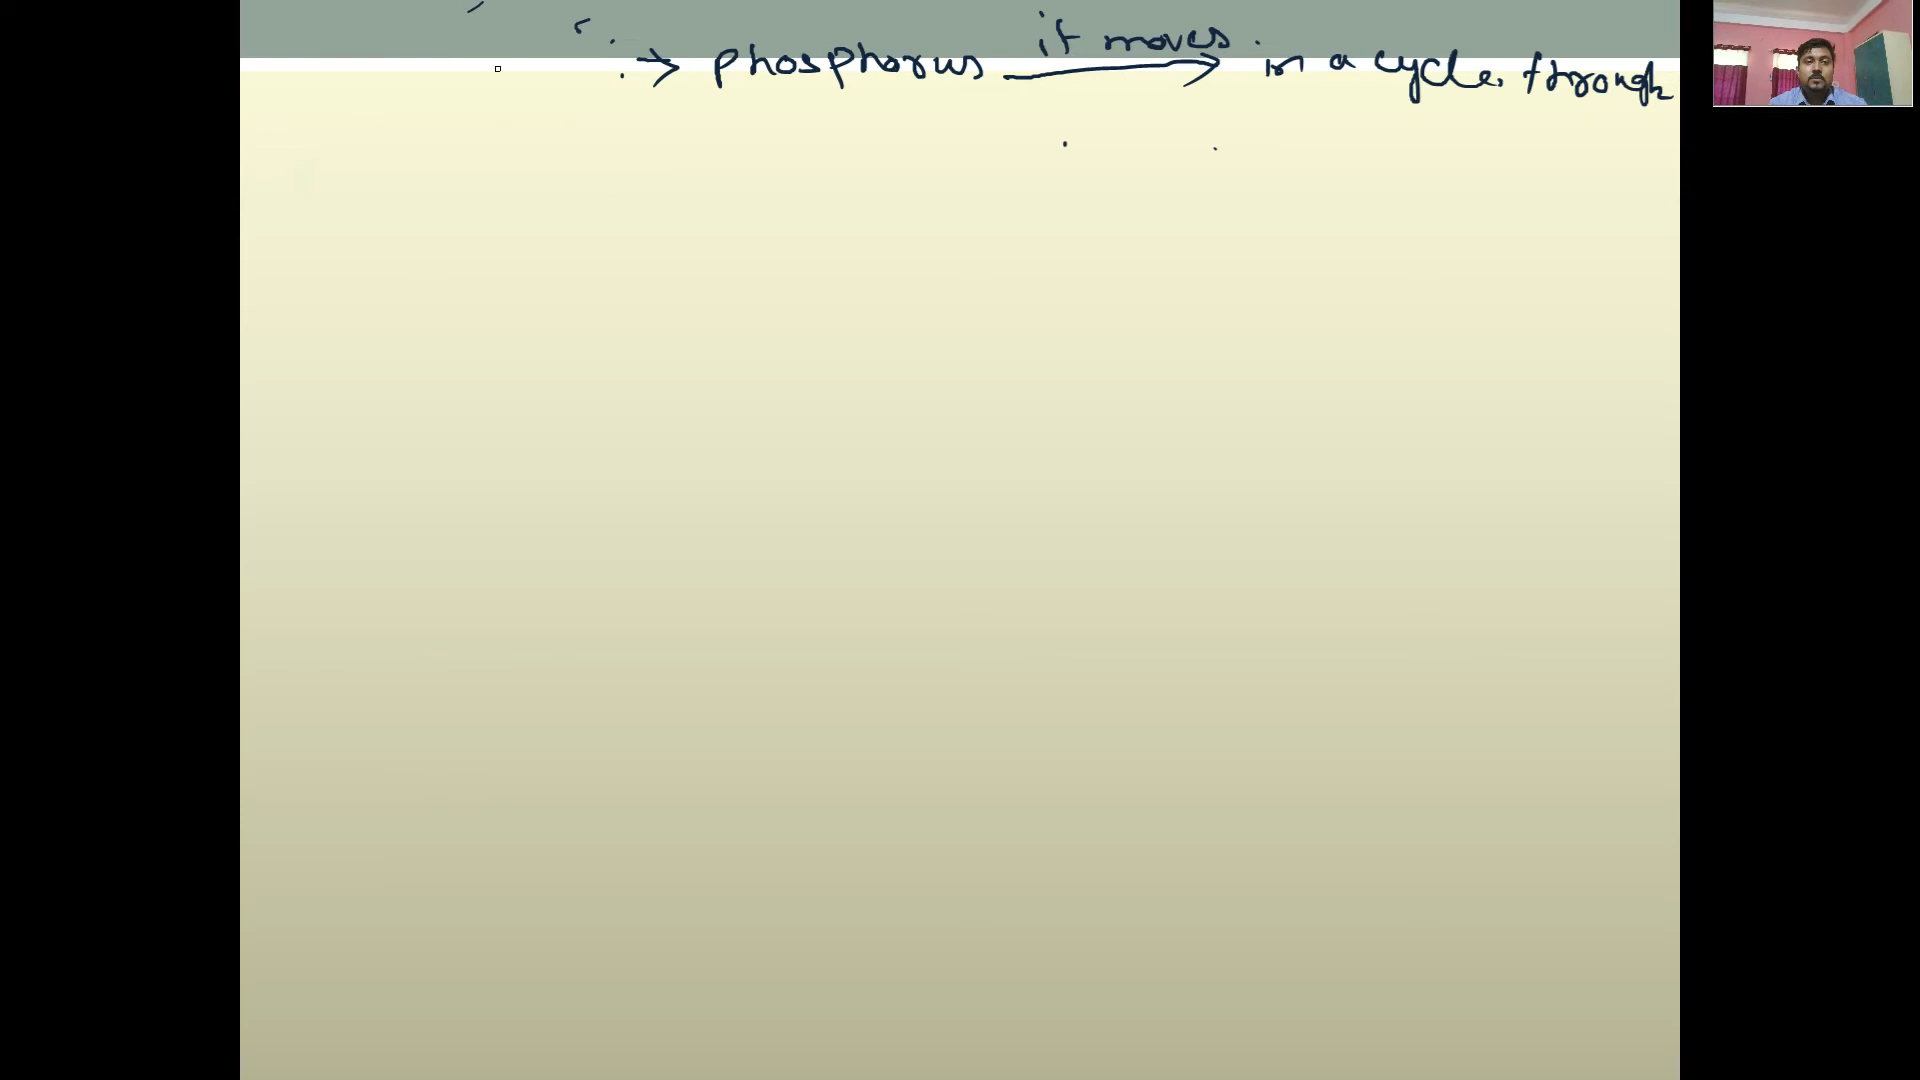 → phosphorus it moves → in a cycle. through